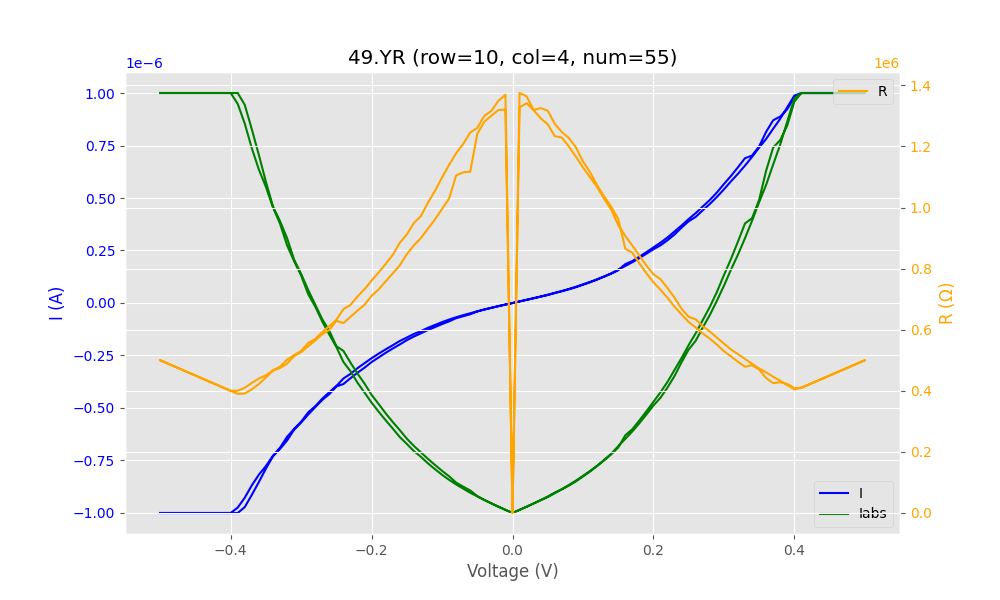 49.YR (row=10, col=4, num=55)
1e−6
1e6
1.00
0.75
0.50
0.25
0.00
−0.25
−0.50
−0.75
−1.00
I (A)
1.4
1.2
1.0
0.8
0.6
0.4
0.2
0.0
R (Ω)
R
I
Iabs
−0.4
−0.2
0.0
0.2
0.4
Voltage (V)